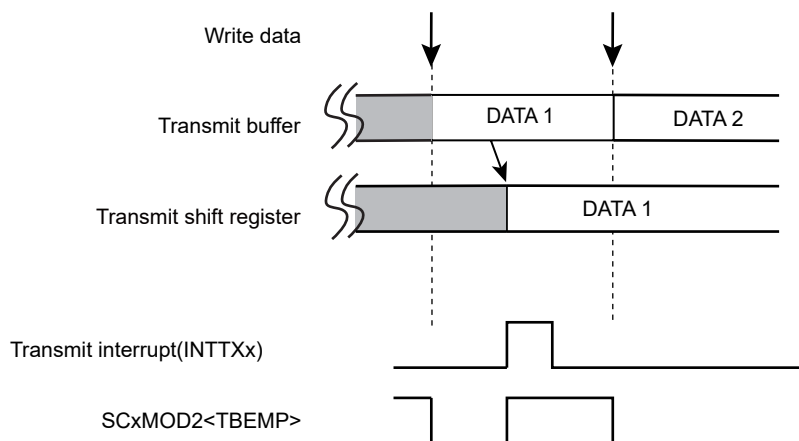 Write data
Transmit buffer
DATA 1
DATA 2
Transmit shift register
DATA 1
Transmit interrupt(INTTXx)
SCxMOD2<TBEMP>